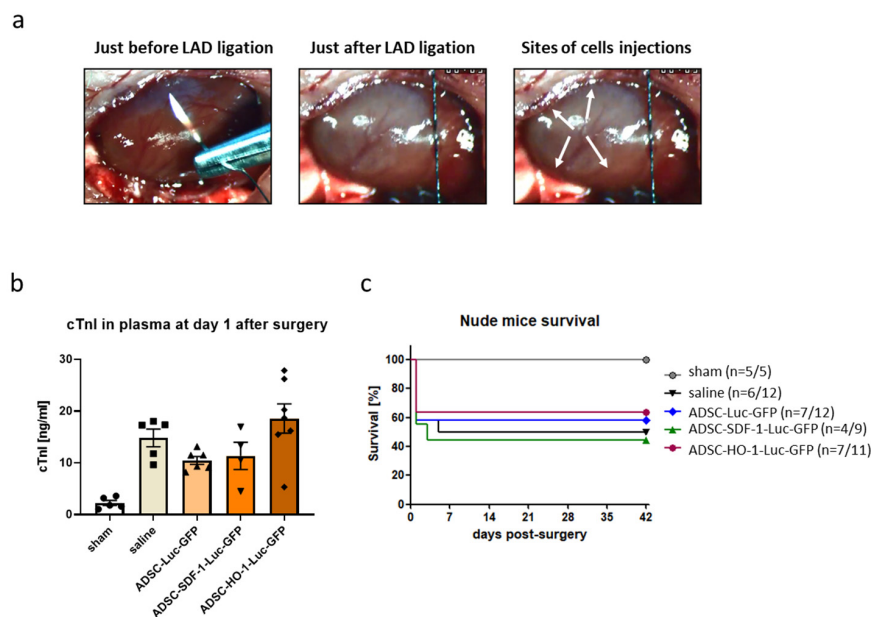 a
Just before LAD ligation
Just after LAD ligation
Sites of cells injections
b
cTnI in plasma at day 1 after surgery
cTnI [ng/ml]
30
20
10
0
sham
saline
ADSC-Luc-GFP
ADSC-SDF-1-Luc-GFP
ADSC-HO-1-Luc-GFP
c
Nude mice survival
Survival [%]
100
80
60
40
20
0
0 7 14 21 28 35 42
days post-surgery
sham (n=5/5)
saline (n=6/12)
ADSC-Luc-GFP (n=7/12)
ADSC-SDF-1-Luc-GFP (n=4/9)
ADSC-HO-1-Luc-GFP (n=7/11)